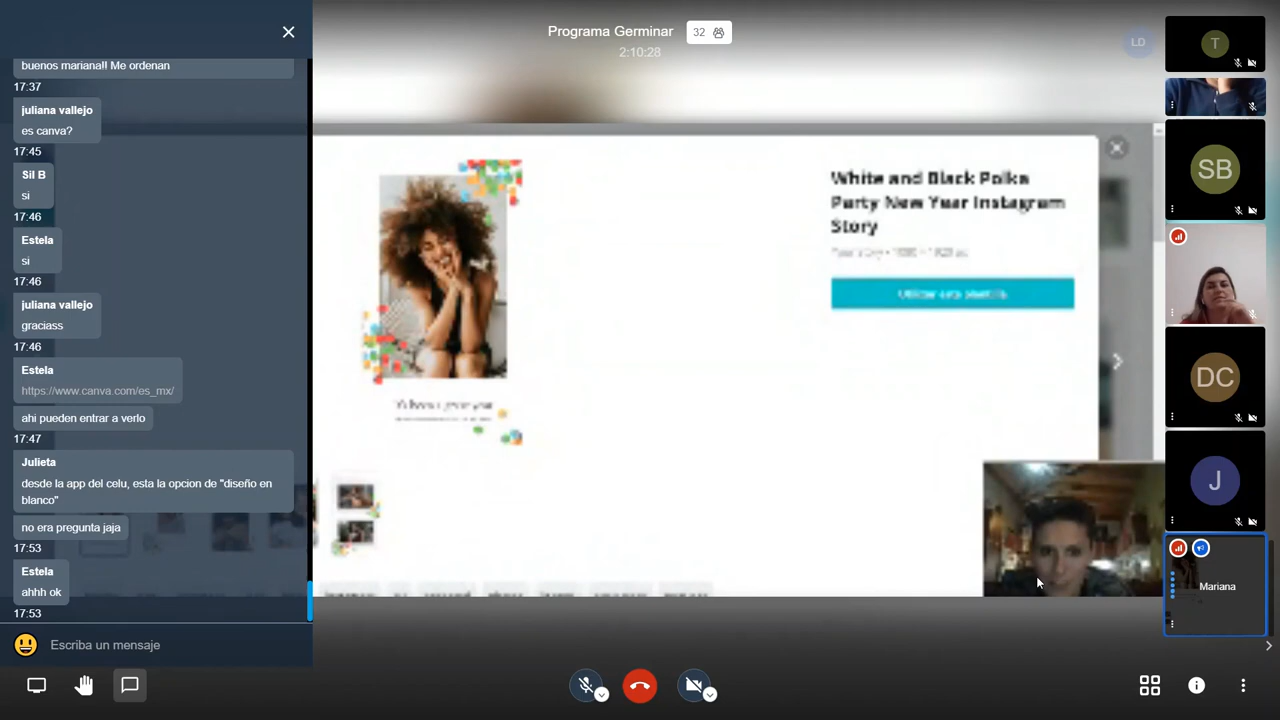 buenos mariana!! Me ordenan
17:37
juliana vallejo
es canva?
17:45
Sil B
si
17:46
Estela
si
17:46
juliana vallejo
graciass
17:46
Estela
https://www.canva.com/es_mx/
ahi pueden entrar a verlo
17:47
Julieta
desde la app del celu, esta la opcion de "diseño en
blanco"
no era pregunta jaja
17:53
Estela
ahhh ok
17:53
Escriba un mensaje
Programa Germinar
32
2:10:28
White and Black Polka
Party New Year Instagram
Story
Utilizar esta plantilla
LD
T
SB
DC
J
Mariana